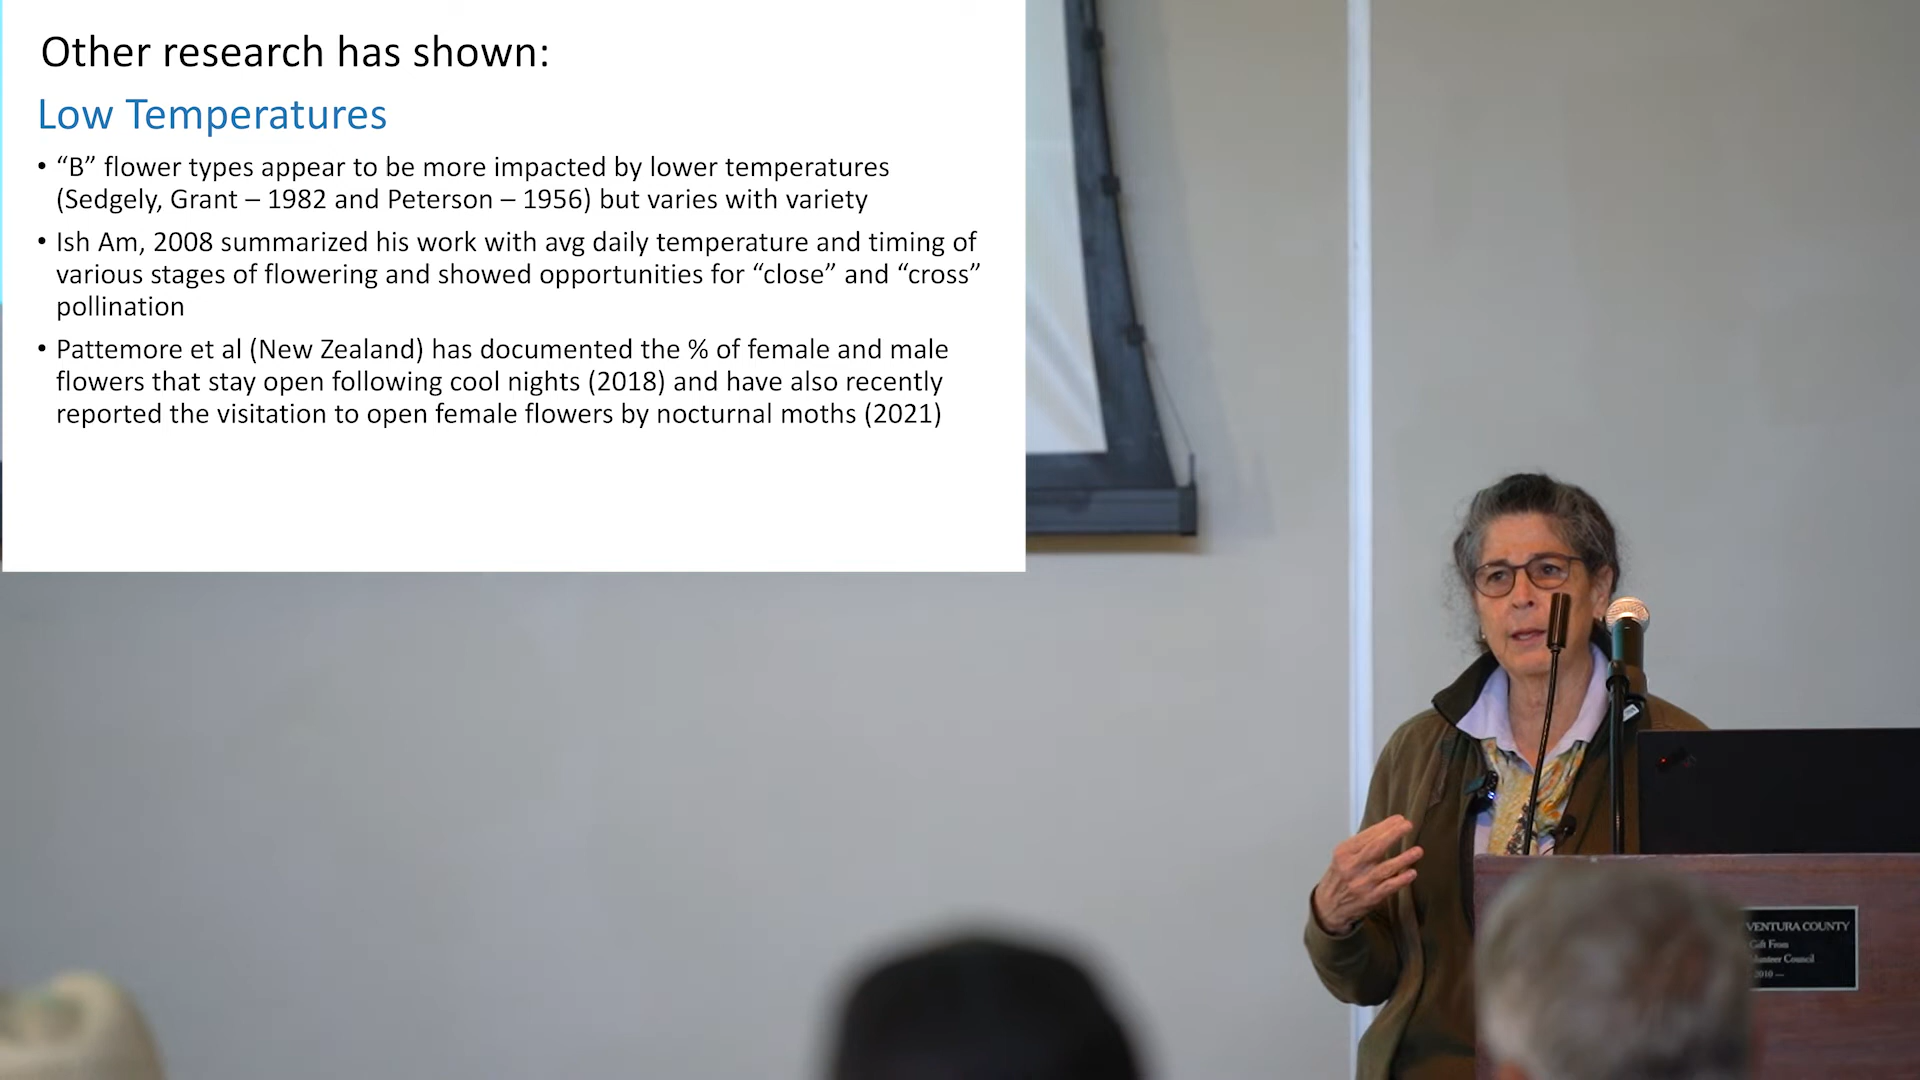 Other research has shown:
Low Temperatures
• “B” flower types appear to be more impacted by lower temperatures
(Sedgely, Grant – 1982 and Peterson – 1956) but varies with variety
• Ish Am, 2008 summarized his work with avg daily temperature and timing of
various stages of flowering and showed opportunities for “close” and “cross”
pollination
• Pattemore et al (New Zealand) has documented the % of female and male
flowers that stay open following cool nights (2018) and have also recently
reported the visitation to open female flowers by nocturnal moths (2021)
VENTURA COUNTY
Gift From
Council
2010 —